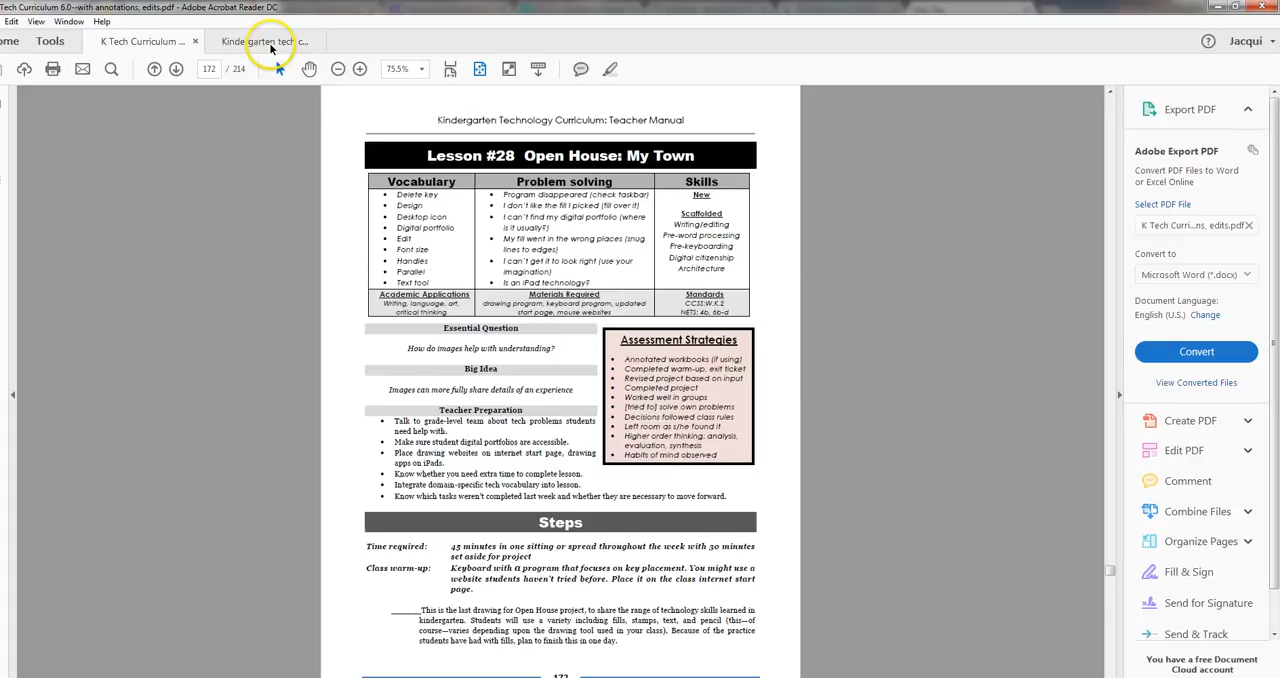 Tech Curriculum 6.0--with annotations, edits.pdf - Adobe Acrobat Reader DC
Edit View Window Help
ome Tools K Tech Curriculum ... × Kindergarten tech c... Jacqui
172 / 214 75.5%
Kindergarten Technology Curriculum: Teacher Manual
Lesson #28 Open House: My Town
Vocabulary
• Delete key
• Design
• Desktop icon
• Digital portfolio
• Edit
• Font size
• Handles
• Parallel
• Text tool
Problem solving
• Program disappeared (check taskbar)
• I don't like the fill I picked (fill over it)
• I can't find my digital portfolio (where
is it usually?)
• My fill went in the wrong places (snug
lines to edges)
• I can't get it to look right (use your
imagination)
• Is an iPad technology?
Skills
New
Scaffolded
Writing/editing
Pre-word processing
Pre-keyboarding
Digital citizenship
Architecture
Academic Applications
Writing, language, art,
critical thinking
Materials Required
drawing program, keyboard program, updated
start page, mouse websites
Standards
CCSS:W.K.2
NETS: 4b, 6b-d
Essential Question
How do images help with understanding?
Big Idea
Images can more fully share details of an experience
Teacher Preparation
• Talk to grade-level team about tech problems students
need help with.
• Make sure student digital portfolios are accessible.
• Place drawing websites on internet start page, drawing
apps on iPads.
• Know whether you need extra time to complete lesson.
• Integrate domain-specific tech vocabulary into lesson.
• Know which tasks weren't completed last week and whether they are necessary to move forward.
Assessment Strategies
• Annotated workbooks (if using)
• Completed warm-up, exit ticket
• Revised project based on input
• Completed project
• Worked well in groups
• [tried to] solve own problems
• Decisions followed class rules
• Left room as s/he found it
• Higher order thinking: analysis,
evaluation, synthesis
• Habits of mind observed
Steps
Time required: 45 minutes in one sitting or spread throughout the week with 30 minutes
set aside for project
Class warm-up: Keyboard with a program that focuses on key placement. You might use a
website students haven't tried before. Place it on the class internet start
page.
______This is the last drawing for Open House project, to share the range of technology skills learned in
kindergarten. Students will use a variety including fills, stamps, text, and pencil (this—of
course—varies depending upon the drawing tool used in your class). Because of the practice
students have had with fills, plan to finish this in one day.
172
Export PDF
Adobe Export PDF
Convert PDF Files to Word
or Excel Online
Select PDF File
K Tech Curri...ns, edits.pdf ×
Convert to
Microsoft Word (*.docx)
Document Language:
English (U.S.) Change
Convert
View Converted Files
Create PDF
Edit PDF
Comment
Combine Files
Organize Pages
Fill & Sign
Send for Signature
Send & Track
You have a free Document
Cloud account